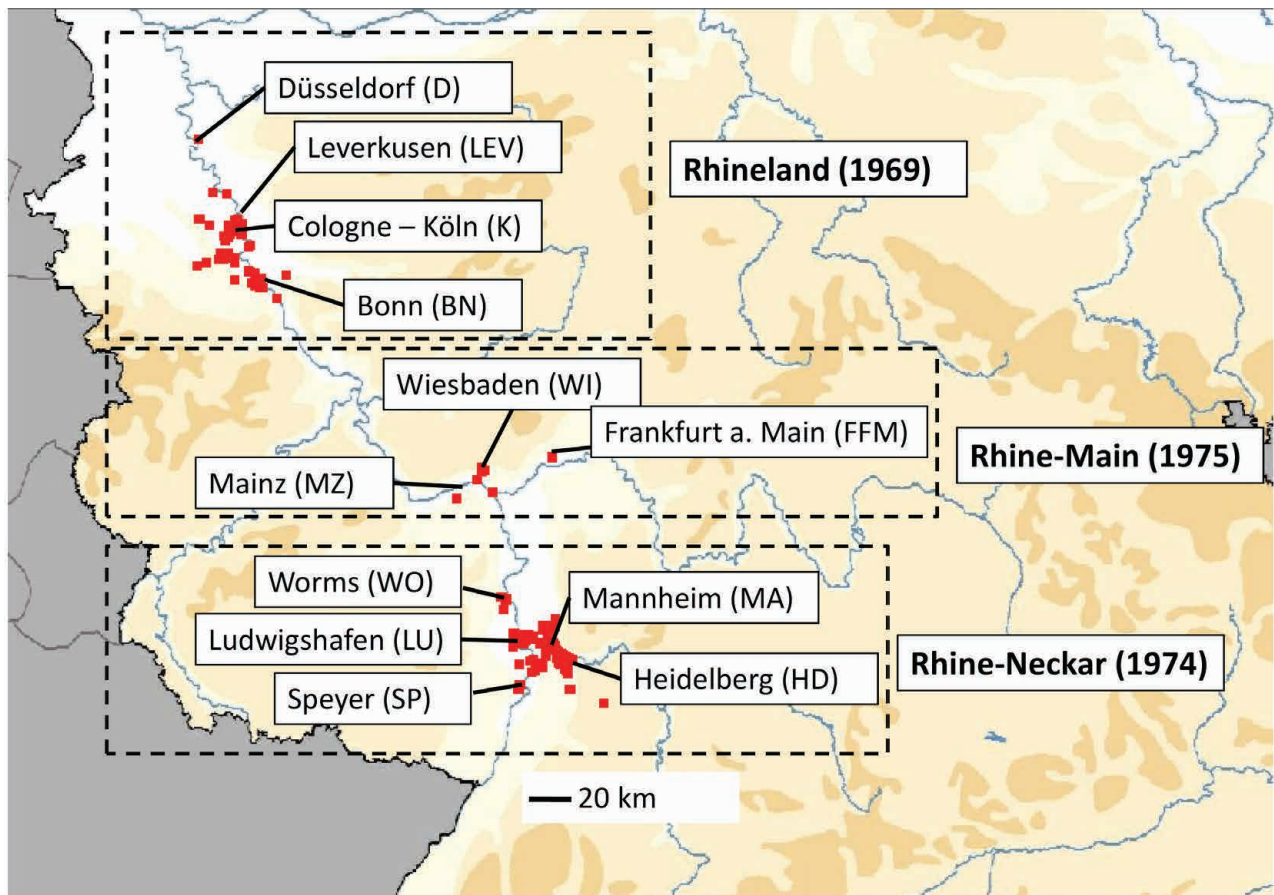 Düsseldorf (D)
Leverkusen (LEV)
Rhineland (1969)
Cologne – Köln (K)
Bonn (BN)
Wiesbaden (WI)
Frankfurt a. Main (FFM)
Rhine-Main (1975)
Mainz (MZ)
Worms (WO)
Mannheim (MA)
Ludwigshafen (LU)
Rhine-Neckar (1974)
Heidelberg (HD)
Speyer (SP)
20 km